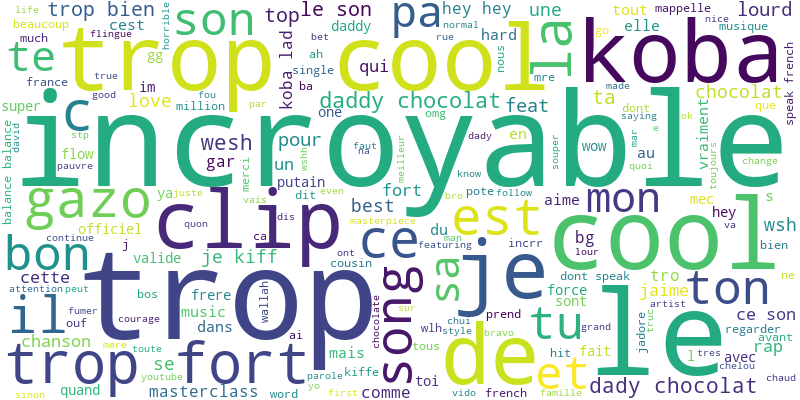 life
beaucoup
trop bien
cest
much
flingue
horrible
son
top
le son
daddy
bet
pa
hey hey
normal
rue
hard
nous
une
go
tout
elle
mappelle
nice
musique
lourd
te
trop cool
gg
ah
qui
koba lad
single
ba
mre
la
koba
speak french
france
true
good
im
love
fou
million
par
daddy chocolat
feat
ta
made
dont
saying
chocolat
que
super
c
stp
one
omg
e
ok
incroyable
david
balance balance
flow
pauvre
wesh
gar
pour
un
merci
wshh
faut
na
meilleur
dady
en
souper
wow
mar
au
quoi
vraiment
toujours
change
gazo
ya
juste
vais
putain
dit
even
fort
bro
know
pote
follow
aime
mon
mec
s
clip
officiel
quon
dis
best
masterpiece
est
hey
va
wsh
bon
continue
j
valide
je kiff
ca
ont
cousin
ce
featuring
du
man
incrr
bg
lour
cool
bien
cette
attention
peut
trop
bos
frere
music
wallah
song
chocolate
sa
je
dont speak
force
sont
tro
jaime
artist
ton
ne
il
fumer
ouf
courage
dans
ai
sur
wlh
chui
style
prend
tu
grand
le
jadore
truc
ce son
regarder
avant
chanson
mere
toute
mais
tous
de
bravo
hit
fait
l
tres
avec
rap
chelou
trop fort
se
youtube
parole
yo
kiffe
toi
vido
french
et
famille
chaud
sinon
quand
masterclass
word
first
comme
dady chocolat